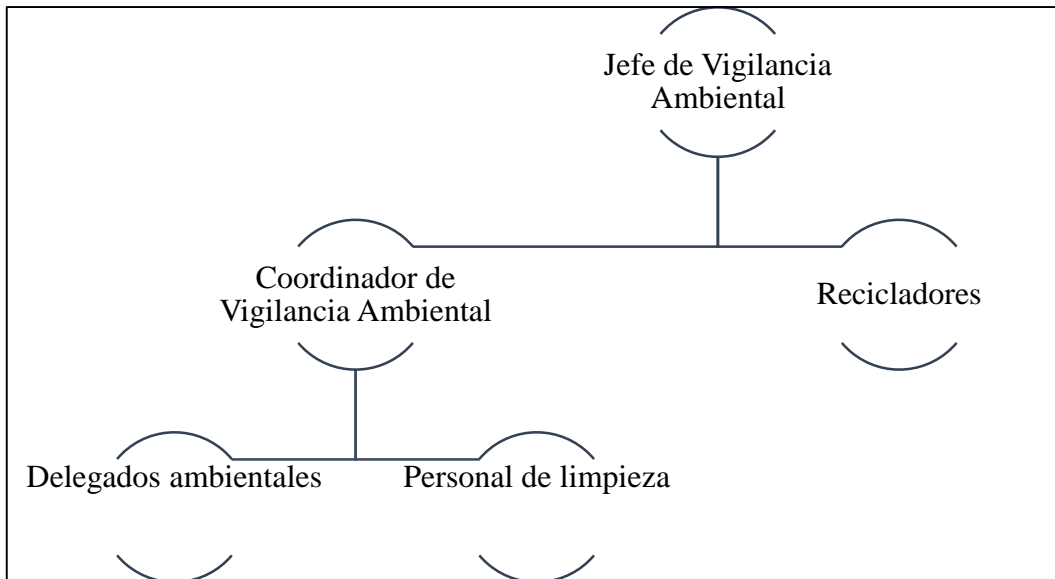 Jefe de Vigilancia
Ambiental
Coordinador de
Vigilancia Ambiental
Recicladores
Delegados ambientales
Personal de limpieza